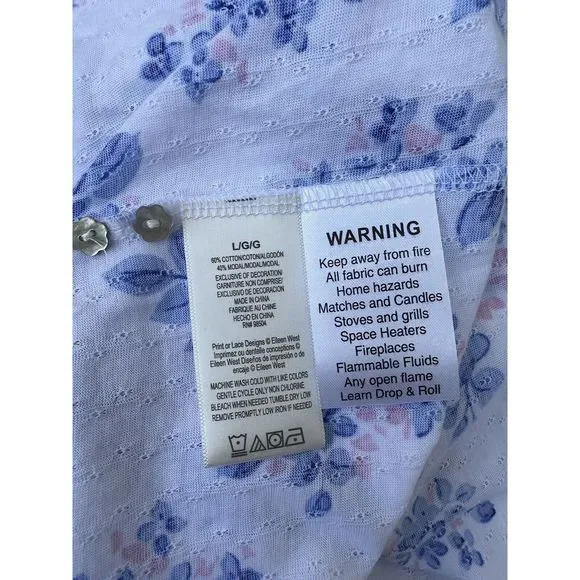 L/G/G
60% COTTON/COTON/ALGODÓN
40% MODAL/MODAL/MODAL
EXCLUSIVE OF DECORATION/
GARNITURE NON COMPRISE/
EXCLUSIVO DE DECORACIÓN
MADE IN CHINA
FABRIQUÉ AU CHINE
HECHO EN CHINA
RN# 98504
Print or Lace Designs © Eileen West
Imprimez ou dentelle conceptions ©
Eileen West Diseños de impresión o de
encaje © Eileen West
MACHINE WASH COLD WITH LIKE COLORS
GENTLE CYCLE ONLY NON CHLORINE
BLEACH WHEN NEEDED TUMBLE DRY LOW
REMOVE PROMPTLY LOW IRON IF NEEDED
WARNING
Keep away from fire
All fabric can burn
Home hazards
Matches and Candles
Stoves and grills
Space Heaters
Fireplaces
Flammable Fluids
Any open flame
Learn Drop & Roll